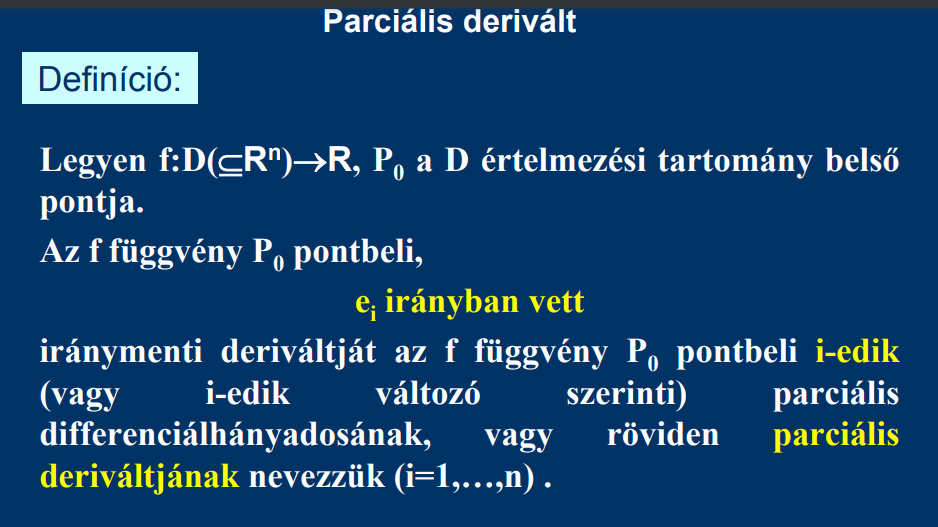 Parciális derivált
Definíció:
Legyen f:D(⊆Rⁿ)→R, P₀ a D értelmezési tartomány belső
pontja.
Az f függvény P₀ pontbeli,
eᵢ irányban vett
iránymenti deriváltját az f függvény P₀ pontbeli i-edik
(vagy i-edik változó szerinti) parciális
differenciálhányadosának, vagy röviden parciális
deriváltjának nevezzük (i=1,…,n) .